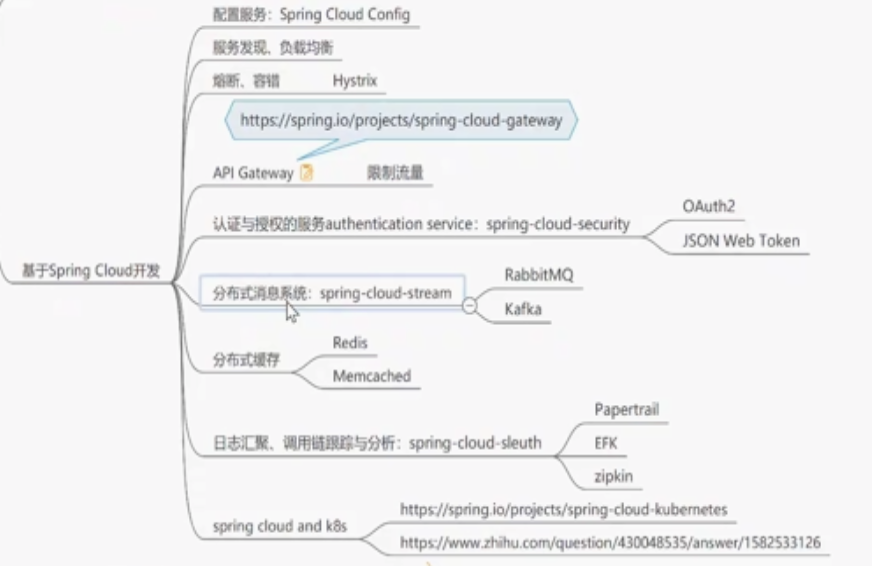 配置服务：Spring Cloud Config
服务发现、负载均衡
熔断、容错 Hystrix
https://spring.io/projects/spring-cloud-gateway
API Gateway 限制流量
认证与授权的服务authentication service：spring-cloud-security
OAuth2
JSON Web Token
基于Spring Cloud开发
分布式消息系统：spring-cloud-stream
RabbitMQ
Kafka
分布式缓存
Redis
Memcached
日志汇聚、调用链跟踪与分析：spring-cloud-sleuth
Papertrail
EFK
zipkin
spring cloud and k8s
https://spring.io/projects/spring-cloud-kubernetes
https://www.zhihu.com/question/430048535/answer/1582533126